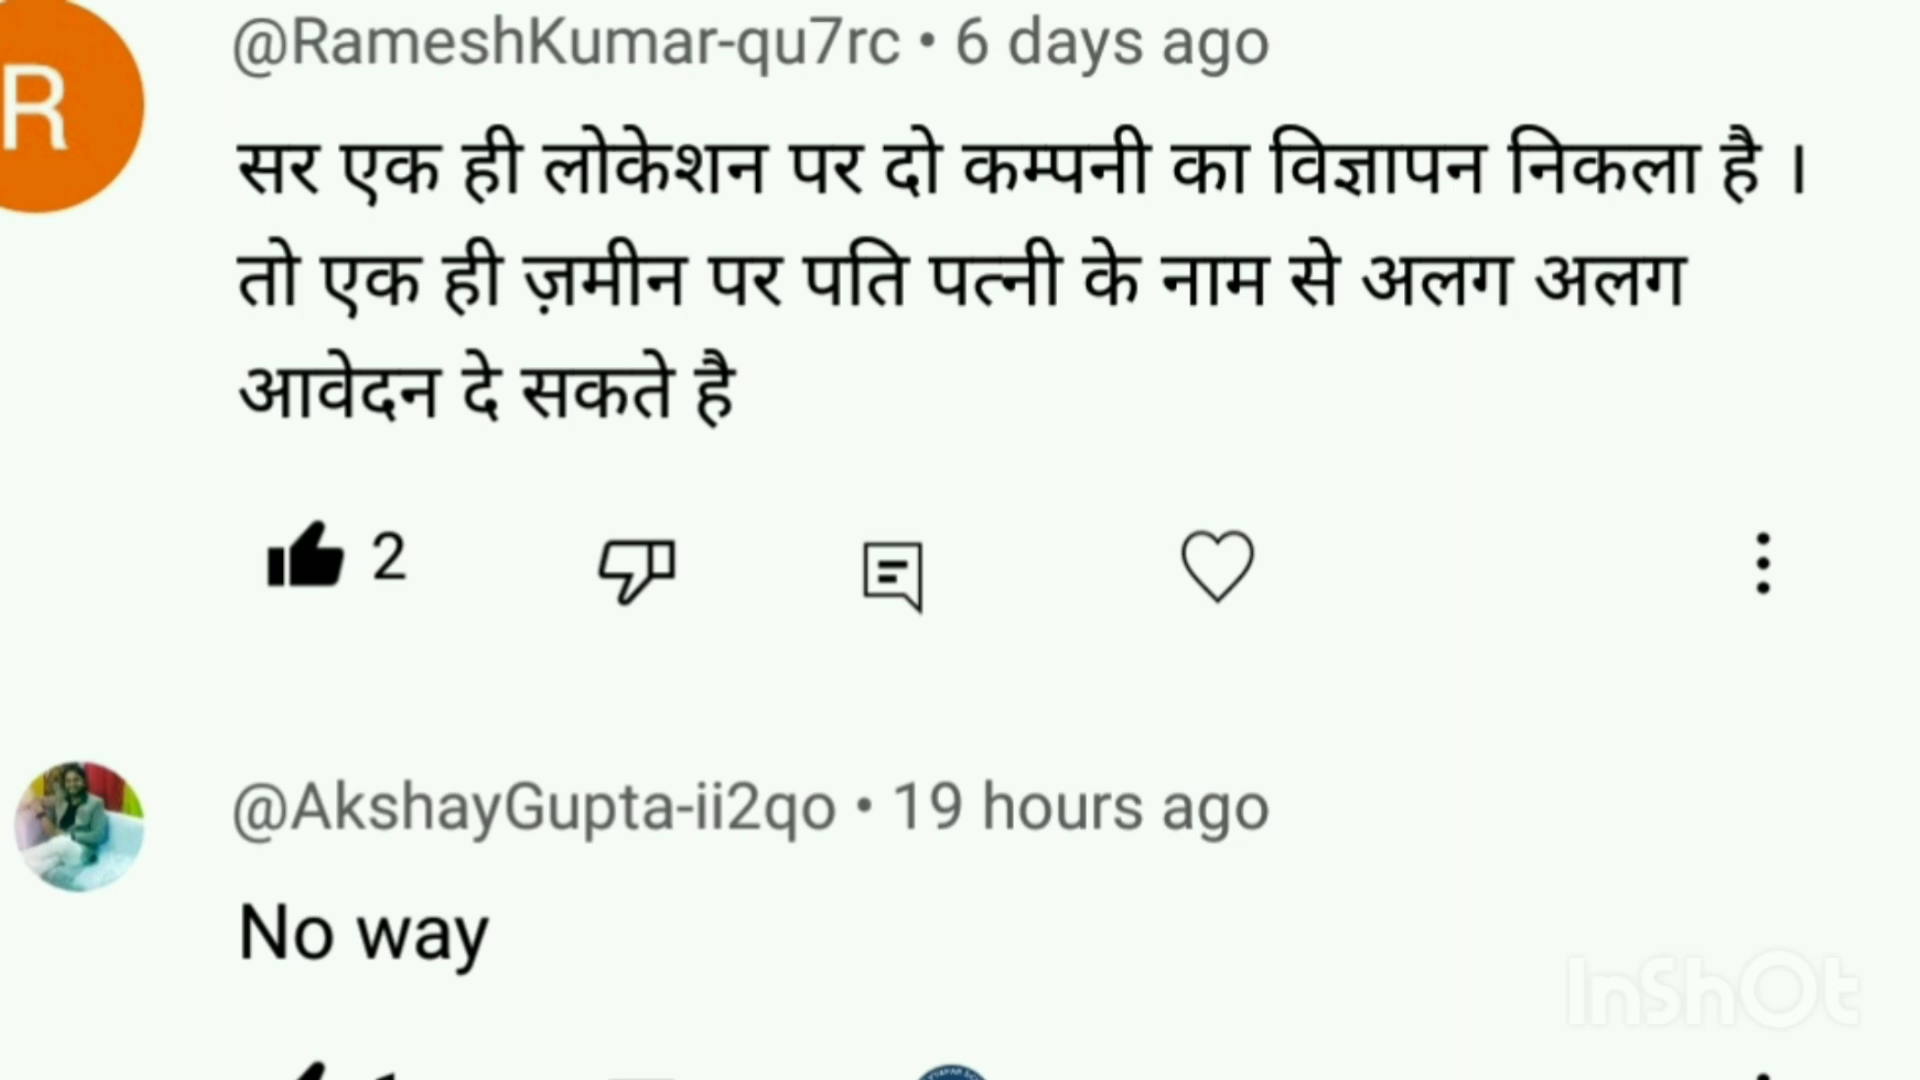 R
@RameshKumar-qu7rc • 6 days ago
सर एक ही लोकेशन पर दो कम्पनी का विज्ञापन निकला है ।
तो एक ही ज़मीन पर पति पत्नी के नाम से अलग अलग
आवेदन दे सकते है
2
@AkshayGupta-ii2qo • 19 hours ago
No way
InShOt